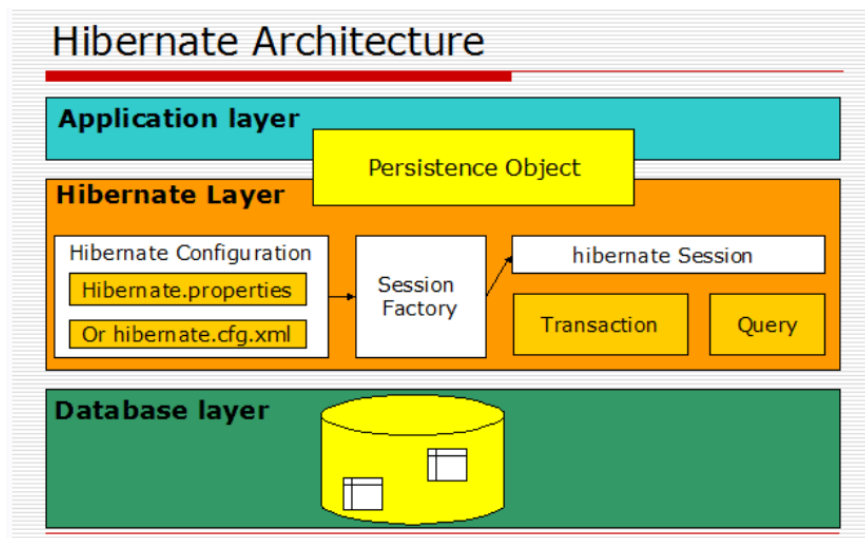 Hibernate Architecture
Application layer
Persistence Object
Hibernate Layer
Hibernate Configuration
Hibernate.properties
Or hibernate.cfg.xml
Session
Factory
hibernate Session
Transaction
Query
Database layer